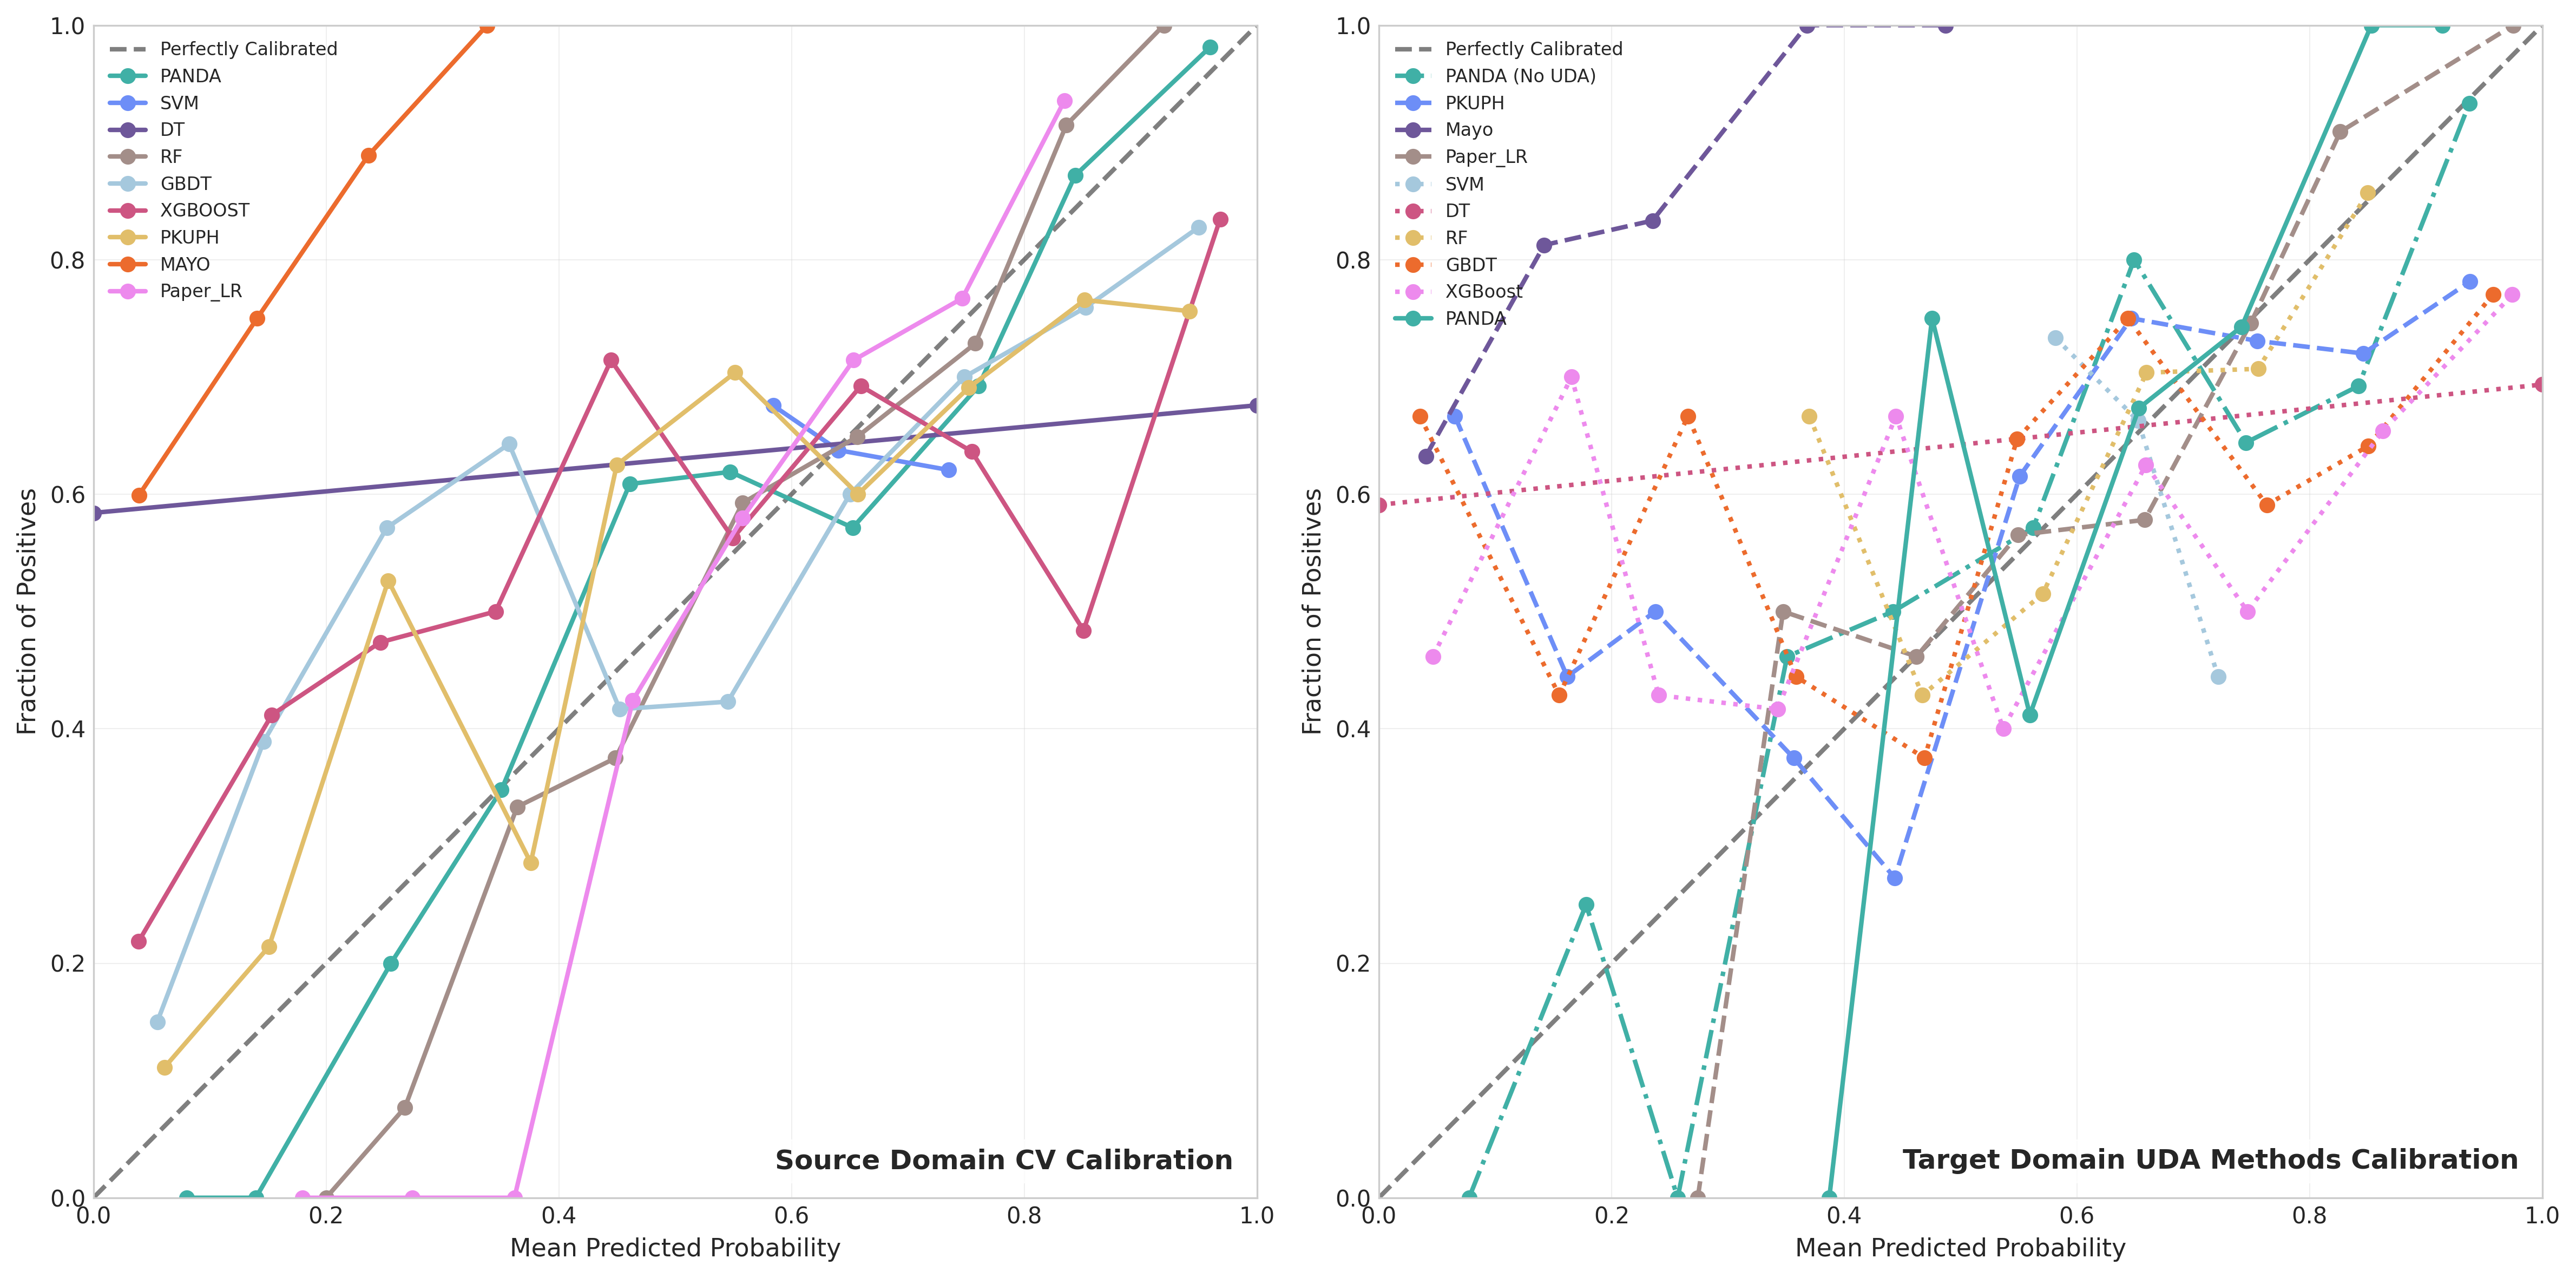 1.0
0.8
0.6
0.4
0.2
0.0
0.0 0.2 0.4 0.6 0.8 1.0
Fraction of Positives
Mean Predicted Probability
Perfectly Calibrated
PANDA
SVM
DT
RF
GBDT
XGBOOST
PKUPH
MAYO
Paper_LR
Source Domain CV Calibration
1.0
0.8
0.6
0.4
0.2
0.0
0.0 0.2 0.4 0.6 0.8 1.0
Fraction of Positives
Mean Predicted Probability
Perfectly Calibrated
PANDA (No UDA)
PKUPH
Mayo
Paper_LR
SVM
DT
RF
GBDT
XGBoost
PANDA
Target Domain UDA Methods Calibration